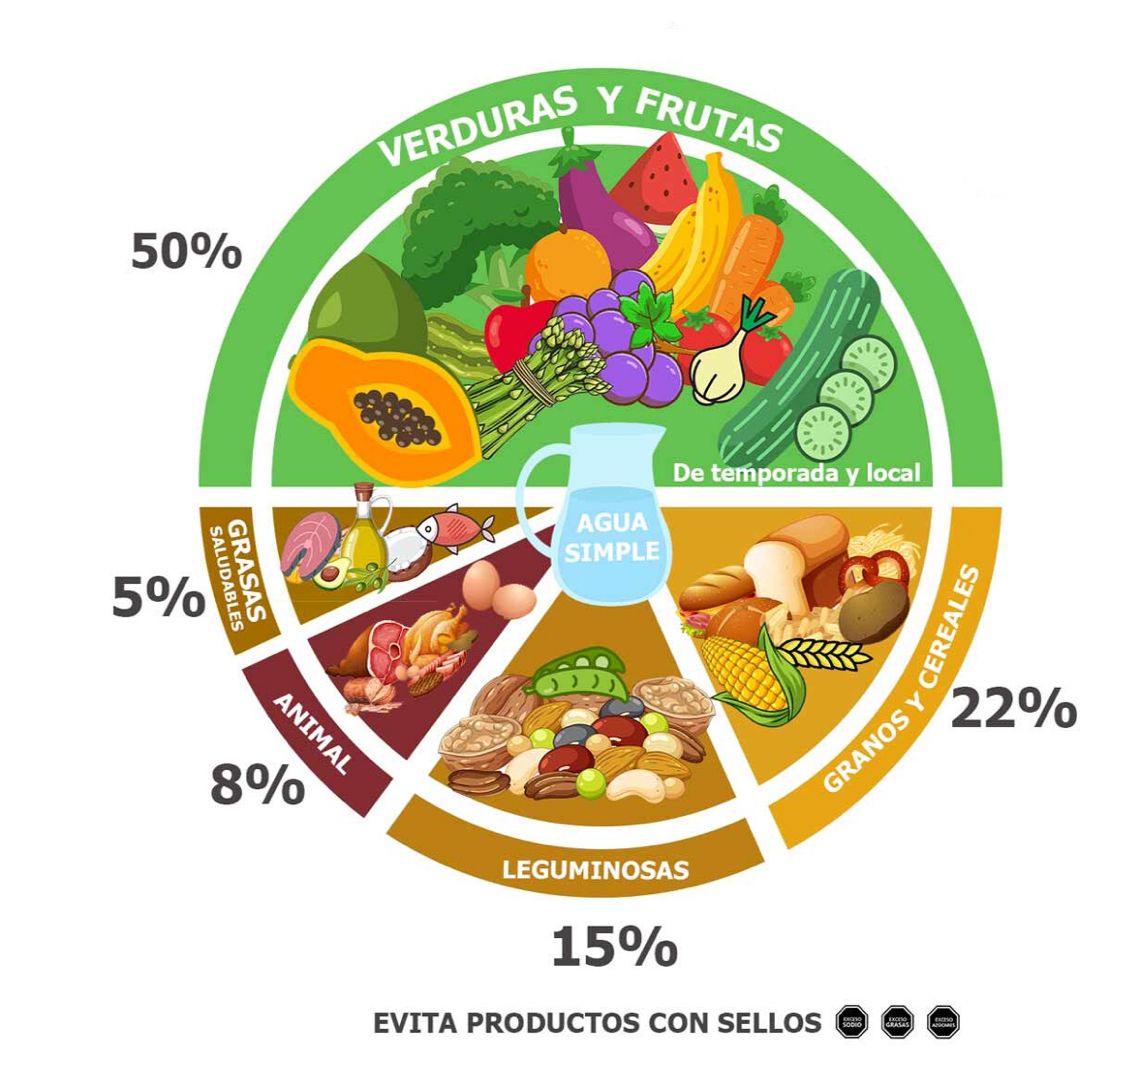 VERDURAS Y FRUTAS
50%
De temporada y local
AGUA
SIMPLE
GRASAS
SALUDABLES
5%
ANIMAL
8%
LEGUMINOSAS
15%
GRANOS Y CEREALES
22%
EVITA PRODUCTOS CON SELLOS
EXCESO
SODIO
EXCESO
GRASAS
EXCESO
AZÚCARES